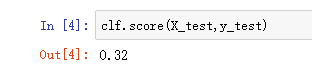 In [4]: clf.score(X_test,y_test)
Out[4]: 0.32